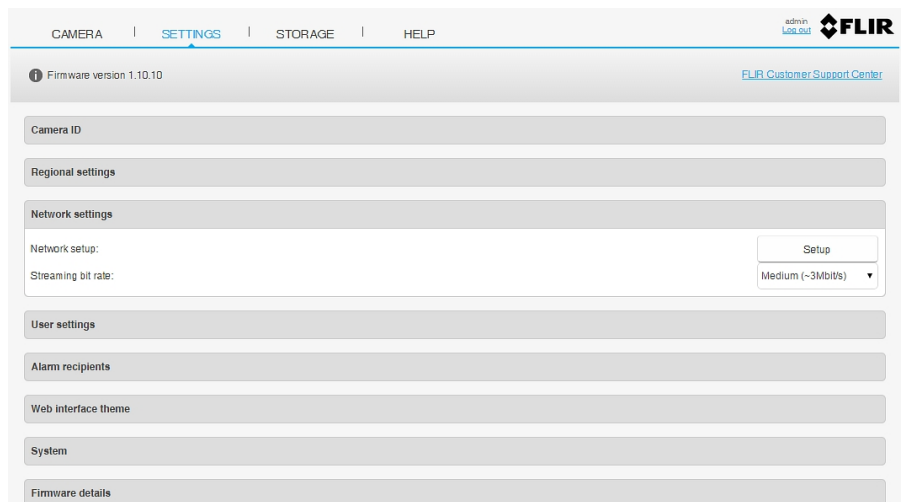 CAMERA | SETTINGS | STORAGE | HELP
admin
Log out
FLIR
Firmware version 1.10.10
FLIR Customer Support Center
Camera ID
Regional settings
Network settings
Network setup: Setup
Streaming bit rate: Medium (~3Mbit/s)
User settings
Alarm recipients
Web interface theme
System
Firmware details